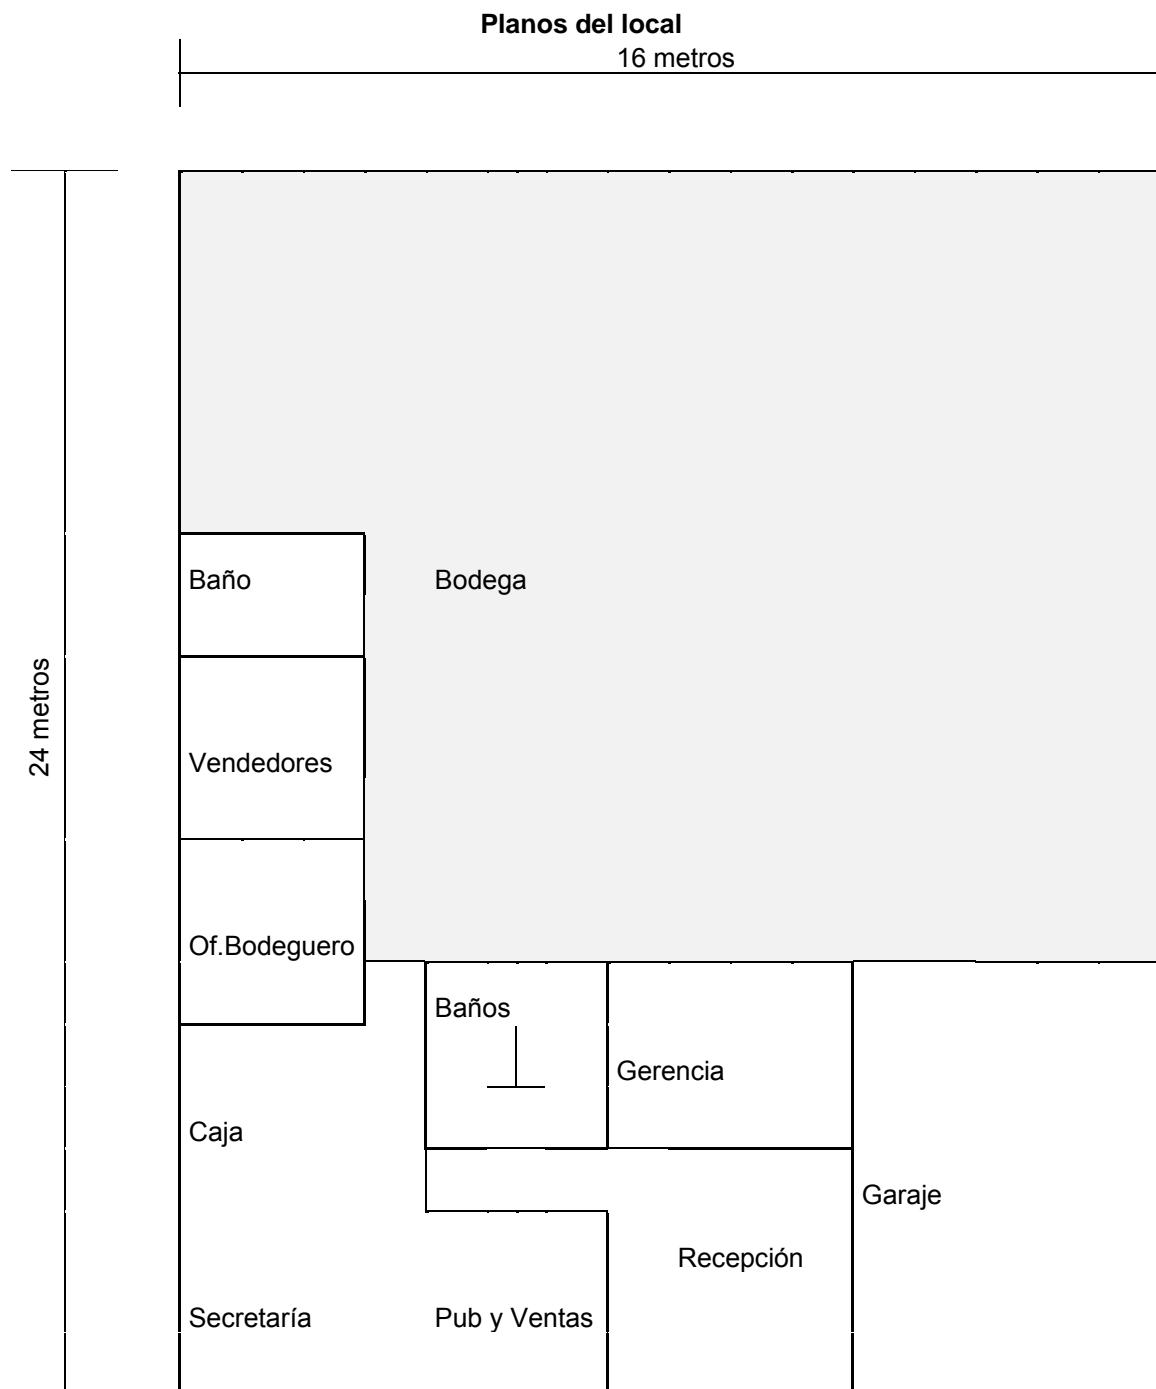 Planos del local
16 metros
24 metros
Baño
Bodega
Vendedores
Of.Bodeguero
Baños
Gerencia
Caja
Garaje
Recepción
Secretaría
Pub y Ventas